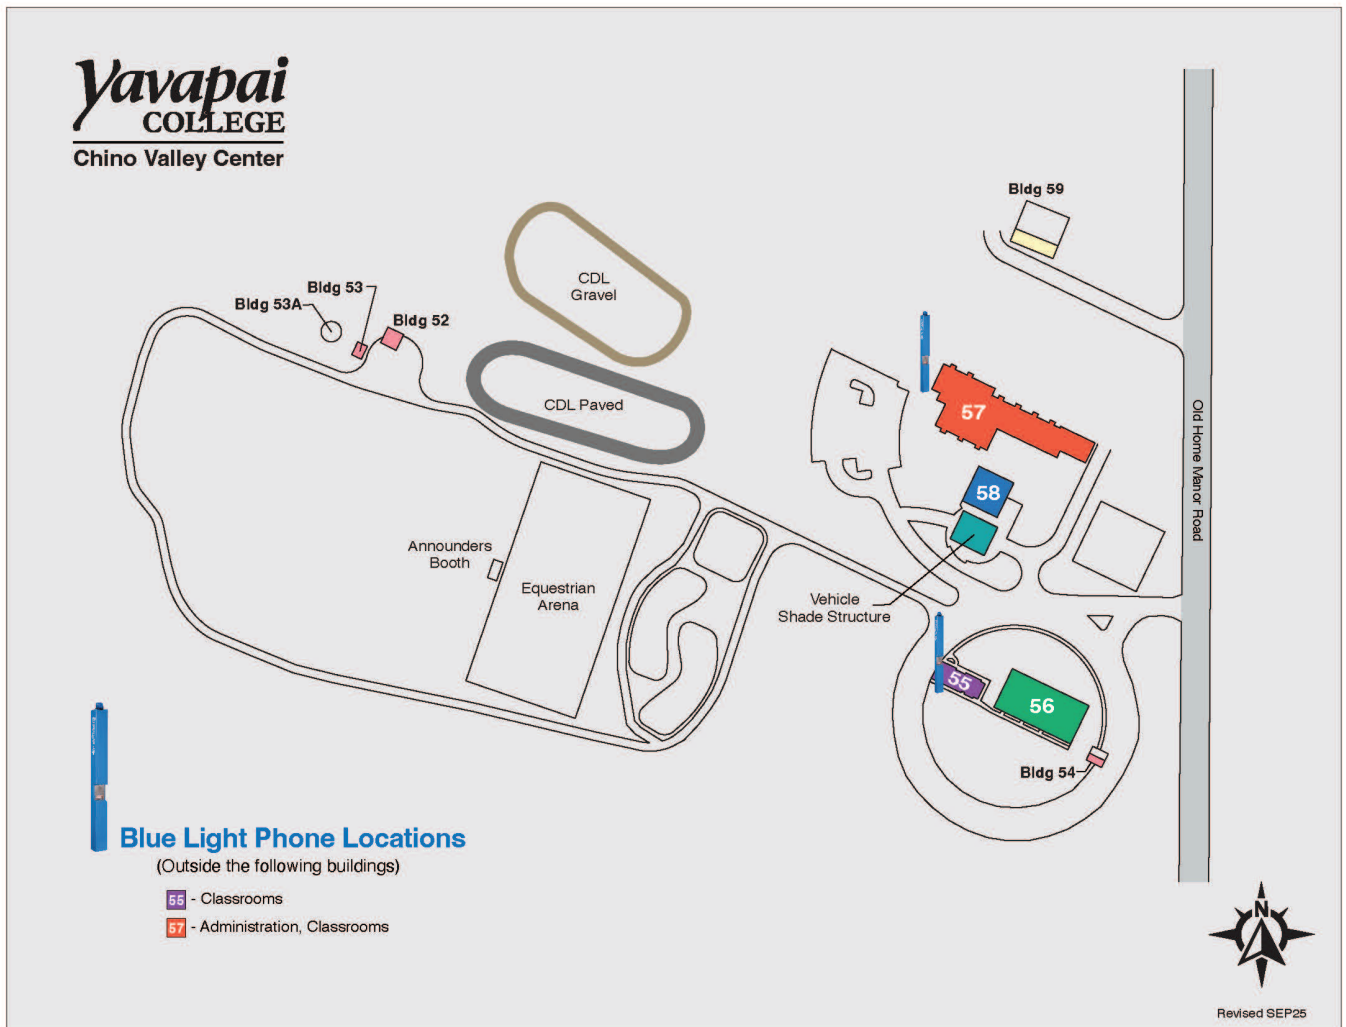 Yavapai
COLLEGE
Chino Valley Center
Bldg 59
CDL
Gravel
Bldg 53
Bldg 53A
Bldg 52
CDL Paved
57
Old Home Manor Road
58
Announders
Booth
Equestrian
Arena
Vehicle
Shade Structure
55
56
Bldg 54
Blue Light Phone Locations
(Outside the following buildings)
55 - Classrooms
57 - Administration, Classrooms
N
Revised SEP25